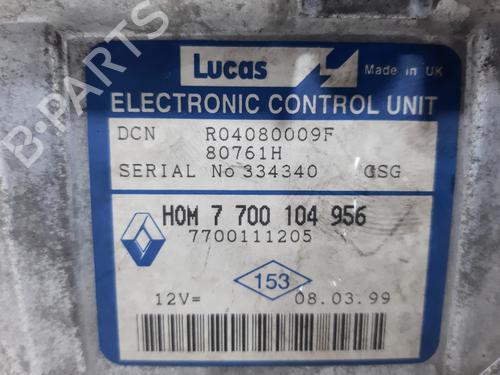 Lucas
Made in UK
ELECTRONIC CONTROL UNIT
DCN R04080009F
80761H
SERIAL No 334340 GSG
HOM 7 700 104 956
7700111205
153
12V= 08.03.99
B-PARTS